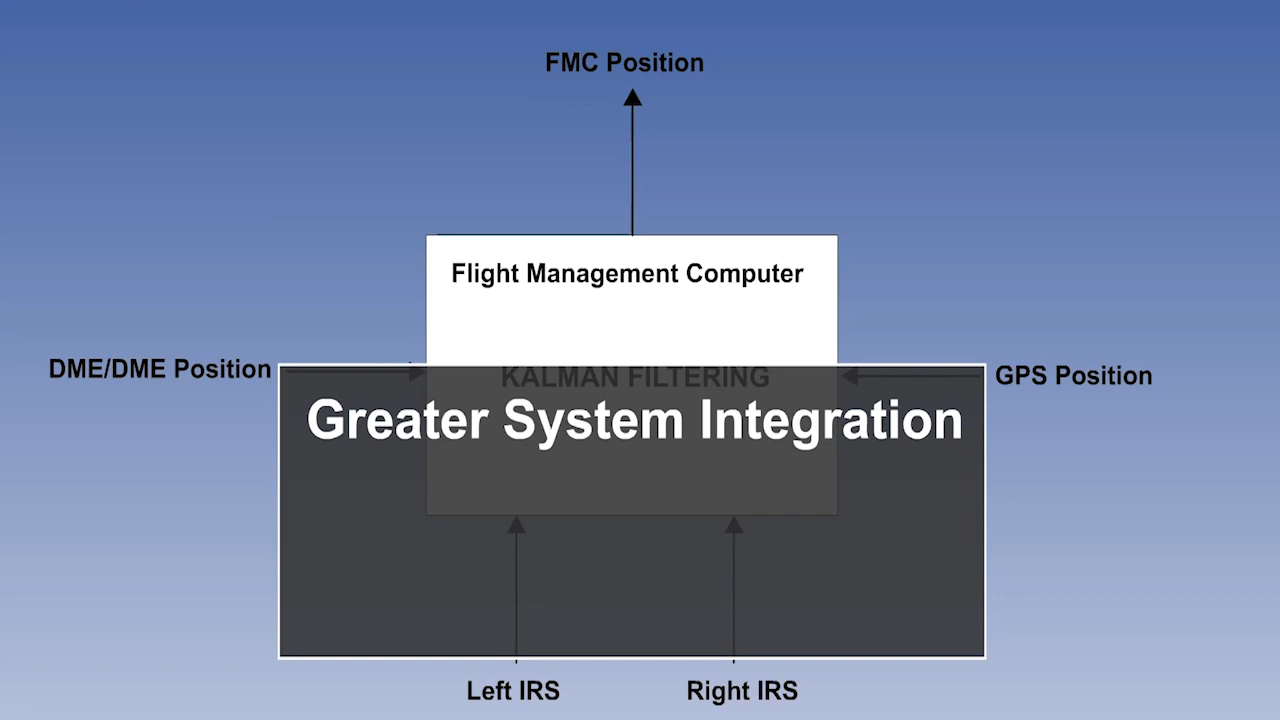 FMC Position
Flight Management Computer
DME/DME Position
KALMAN FILTERING
GPS Position
Greater System Integration
Left IRS
Right IRS